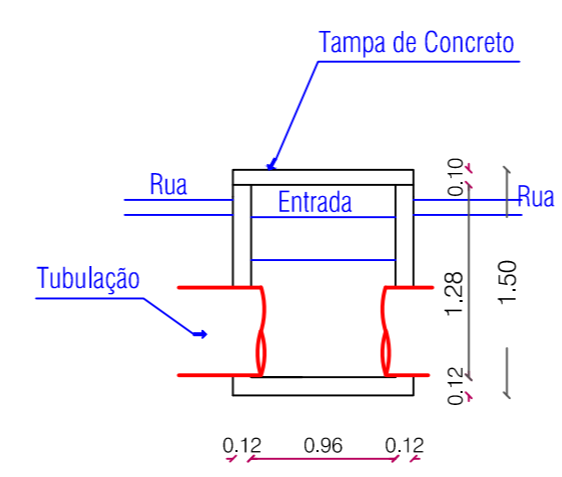 Tampa de Concreto
Rua
Entrada
Rua
Tubulação
0.10
1.28
1.50
0.12
0.12
0.96
0.12